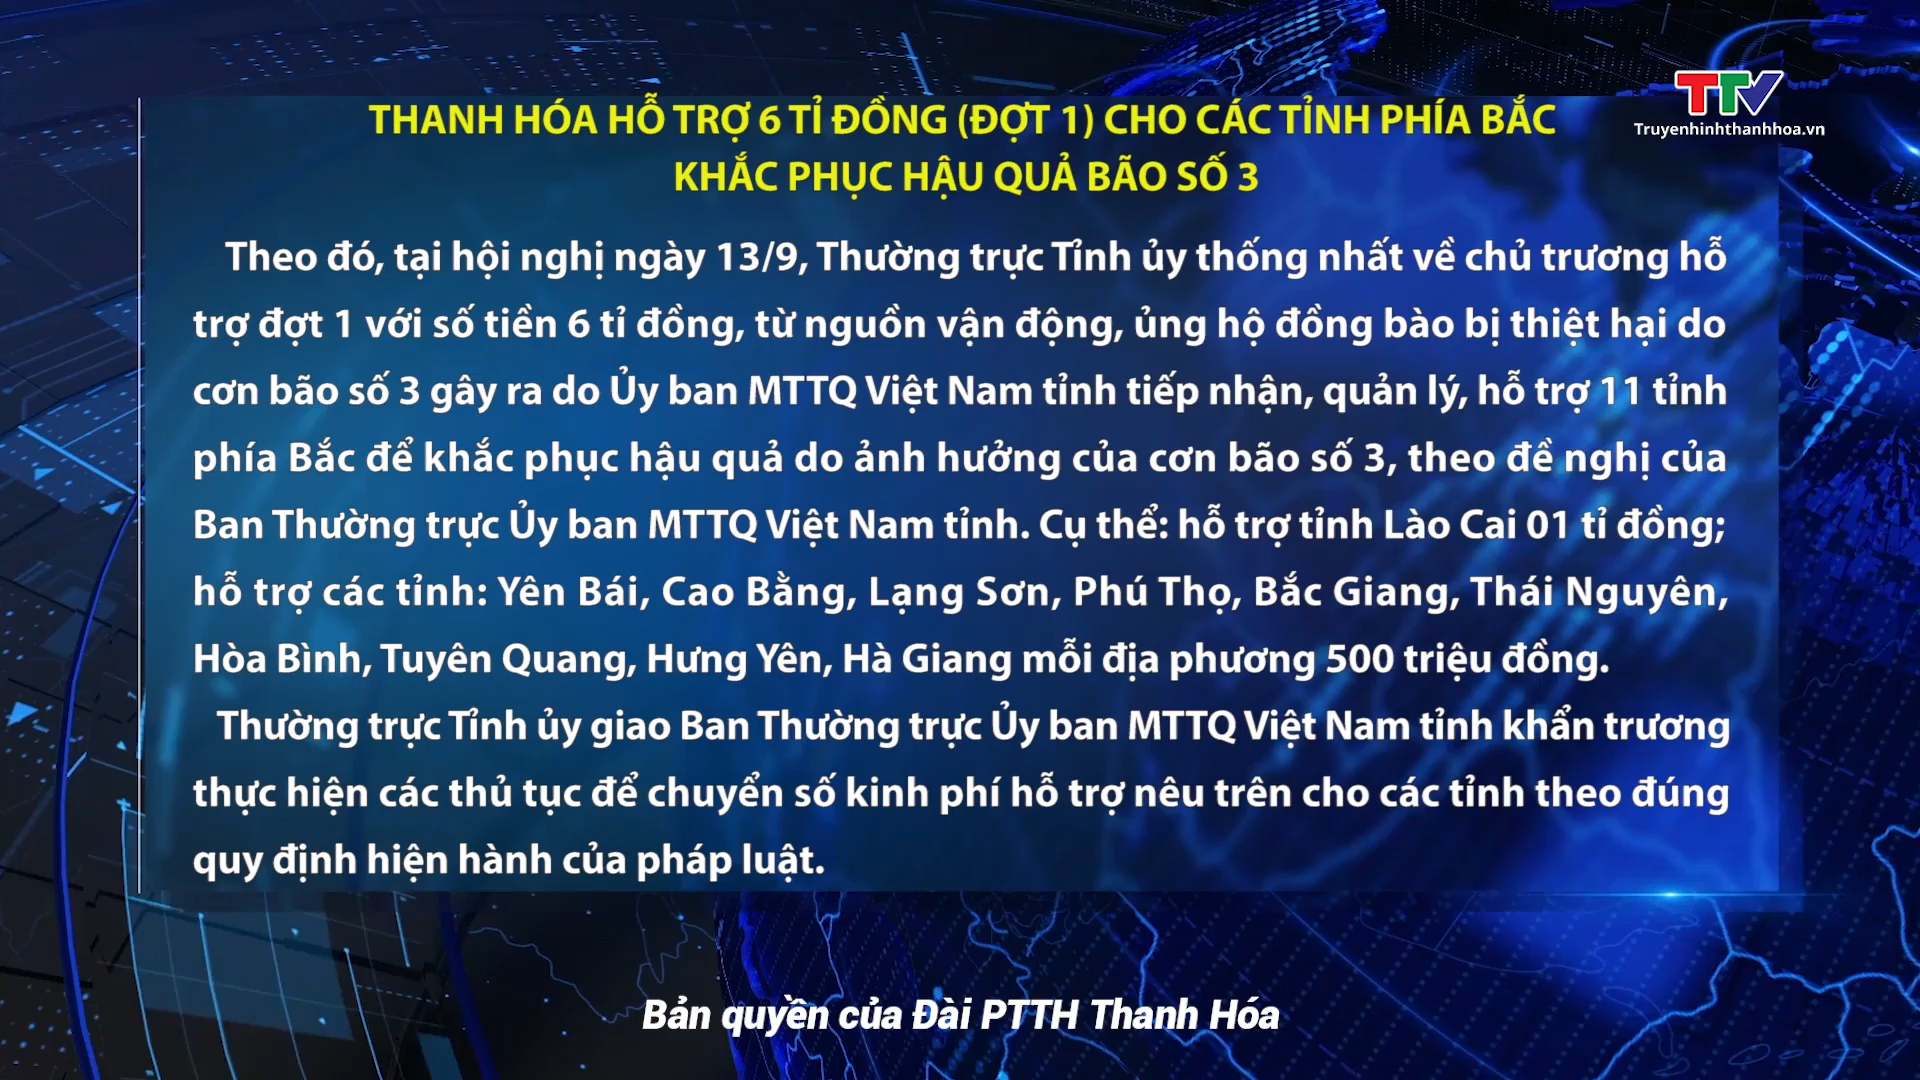 TTV
Truyenhinhthanhhoa.vn
THANH HÓA HỖ TRỢ 6 TỈ ĐỒNG (ĐỢT 1) CHO CÁC TỈNH PHÍA BẮC
KHẮC PHỤC HẬU QUẢ BÃO SỐ 3
Theo đó, tại hội nghị ngày 13/9, Thường trực Tỉnh ủy thống nhất về chủ trương hỗ
trợ đợt 1 với số tiền 6 tỉ đồng, từ nguồn vận động, ủng hộ đồng bào bị thiệt hại do
cơn bão số 3 gây ra do Ủy ban MTTQ Việt Nam tỉnh tiếp nhận, quản lý, hỗ trợ 11 tỉnh
phía Bắc để khắc phục hậu quả do ảnh hưởng của cơn bão số 3, theo đề nghị của
Ban Thường trực Ủy ban MTTQ Việt Nam tỉnh. Cụ thể: hỗ trợ tỉnh Lào Cai 01 tỉ đồng;
hỗ trợ các tỉnh: Yên Bái, Cao Bằng, Lạng Sơn, Phú Thọ, Bắc Giang, Thái Nguyên,
Hòa Bình, Tuyên Quang, Hưng Yên, Hà Giang mỗi địa phương 500 triệu đồng.
Thường trực Tỉnh ủy giao Ban Thường trực Ủy ban MTTQ Việt Nam tỉnh khẩn trương
thực hiện các thủ tục để chuyển số kinh phí hỗ trợ nêu trên cho các tỉnh theo đúng
quy định hiện hành của pháp luật.
Bản quyền của Đài PTTH Thanh Hóa